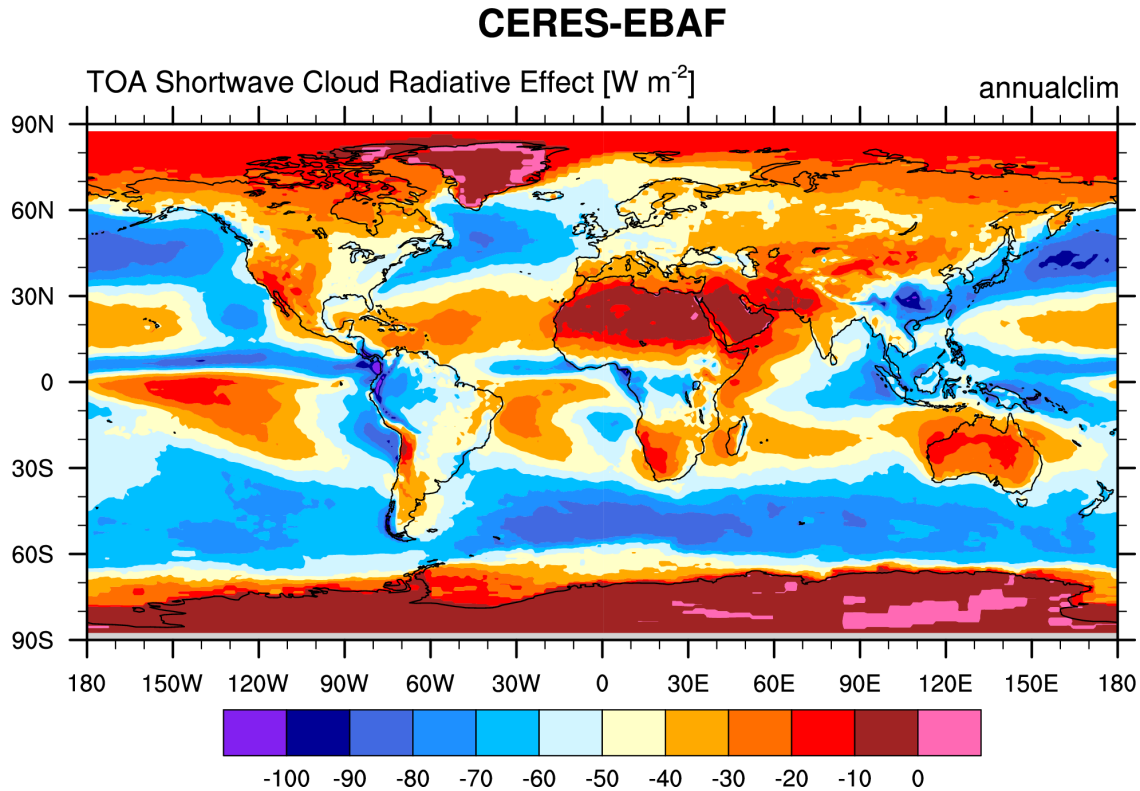 CERES-EBAF
TOA Shortwave Cloud Radiative Effect [W m-2] annualclim
90N
60N
30N
0
30S
60S
90S
180 150W 120W 90W 60W 30W 0 30E 60E 90E 120E 150E 180
-100 -90 -80 -70 -60 -50 -40 -30 -20 -10 0